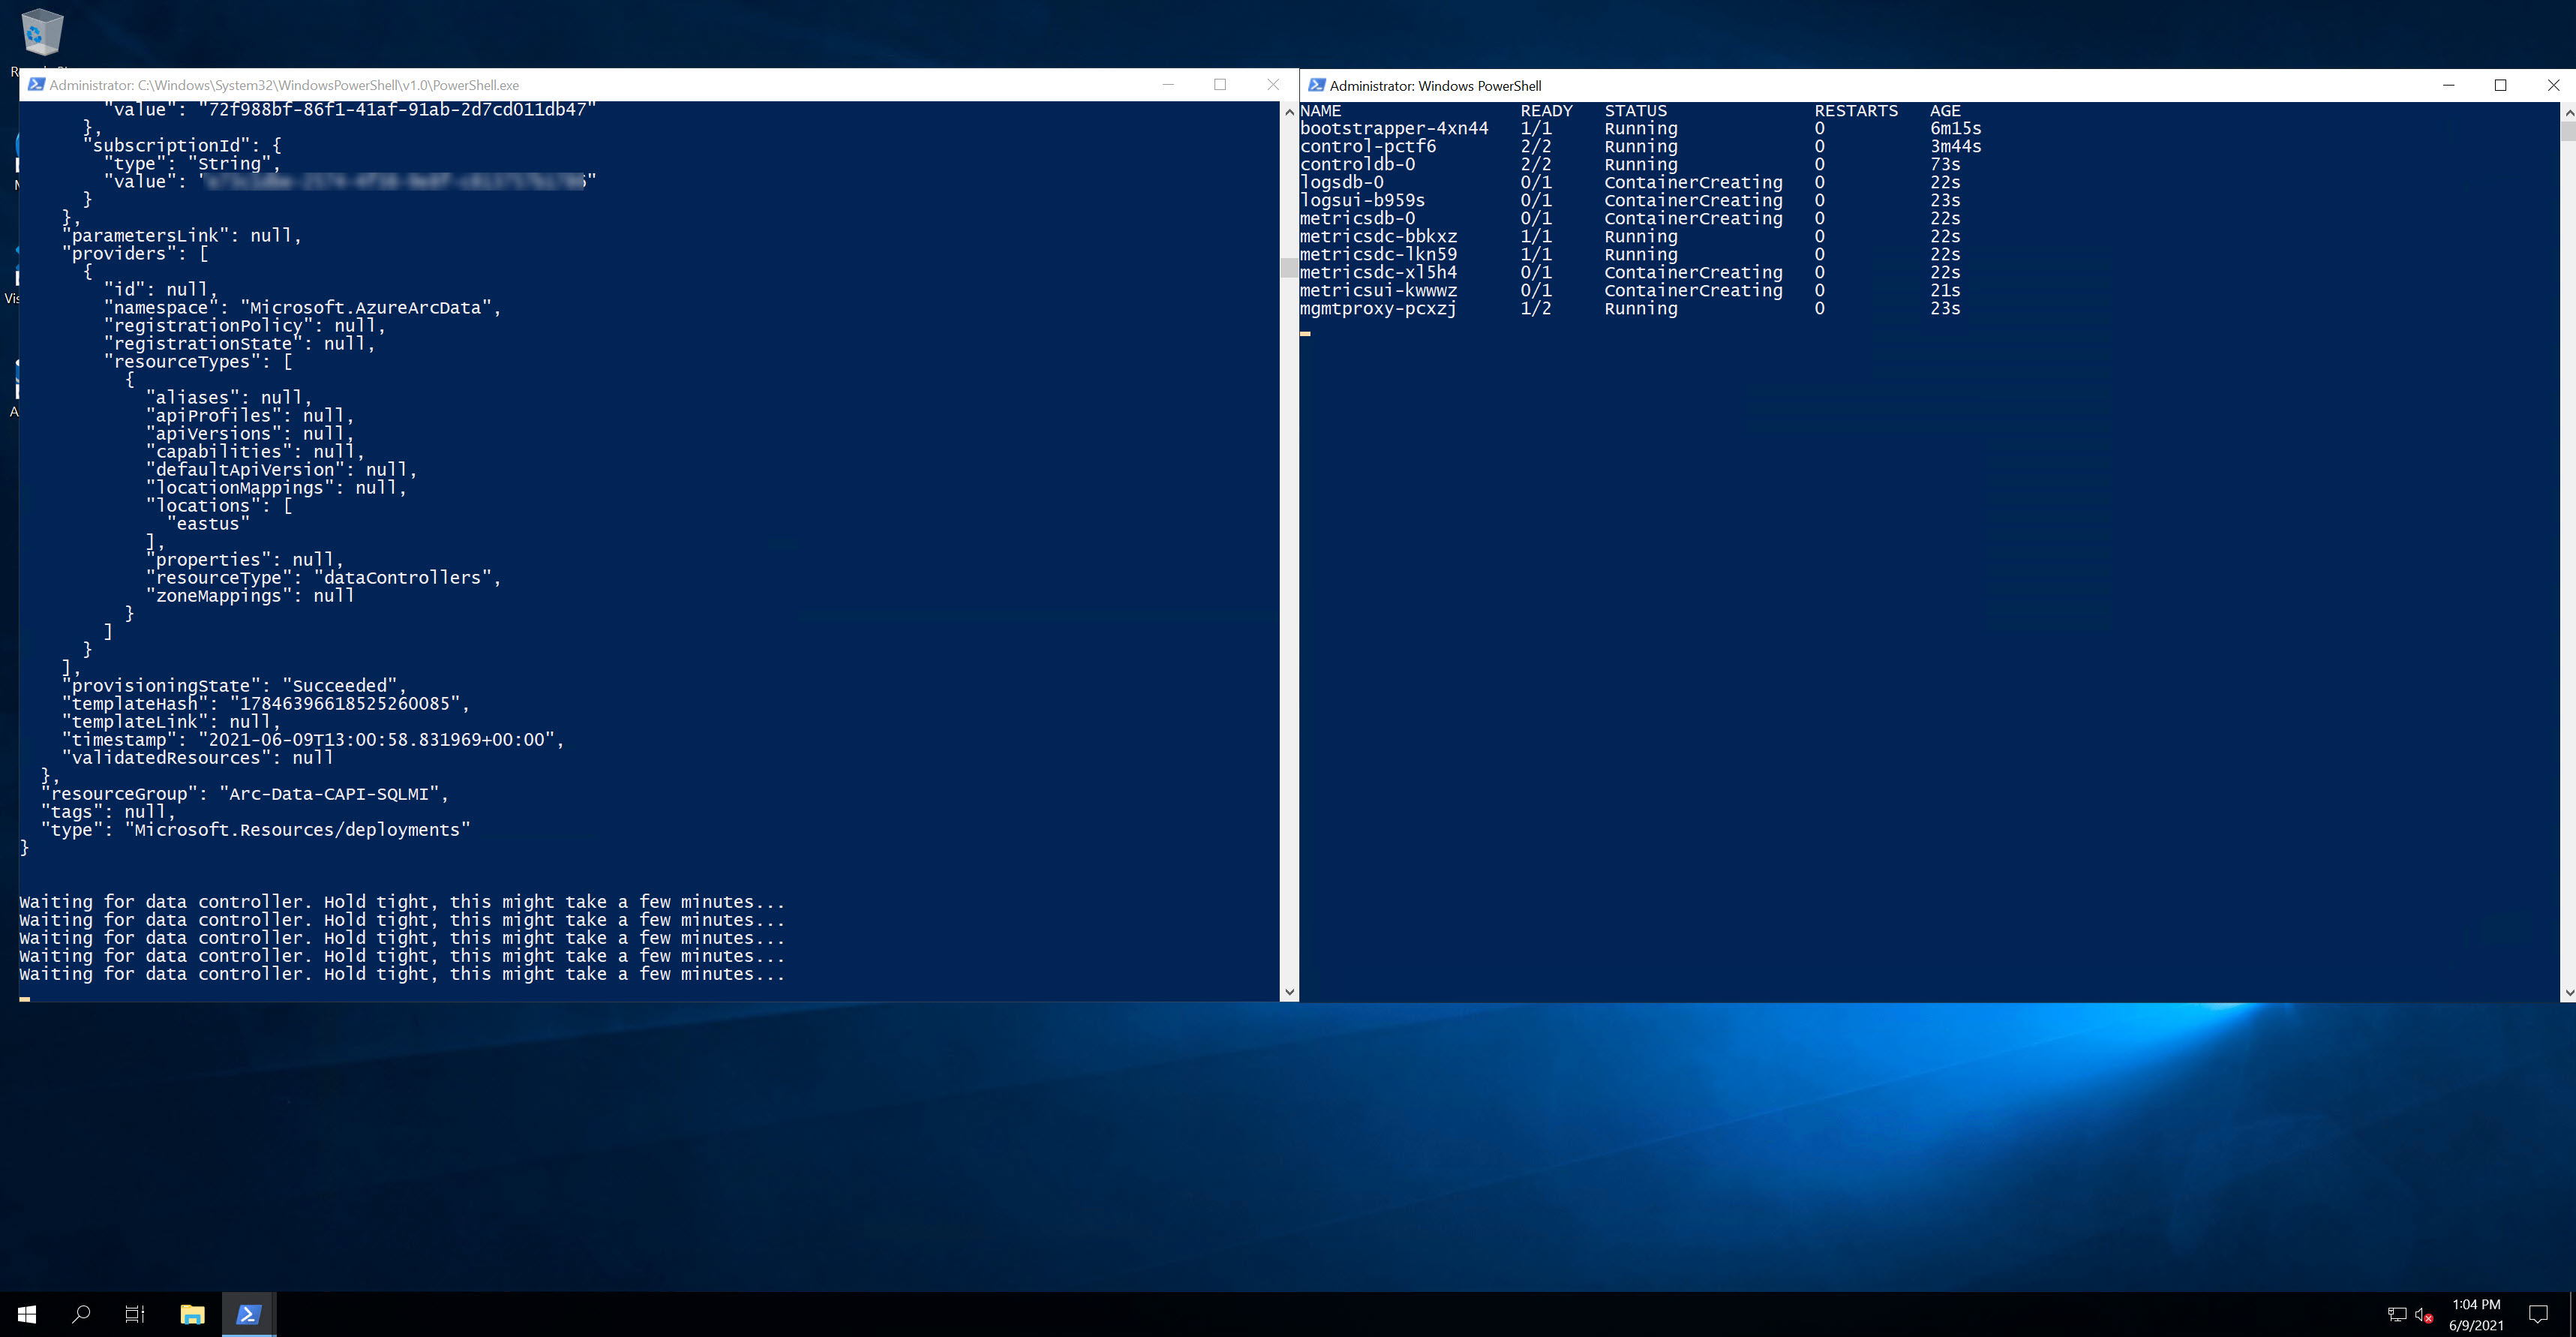 Administrator: C:\Windows\System32\WindowsPowerShell\v1.0\PowerShell.exe
"value": "72f988bf-86f1-41af-91ab-2d7cd011db47"
},
"subscriptionId": {
"type": "String",
"value": "
}
},
"parametersLink": null,
"providers": [
{
"id": null,
"namespace": "Microsoft.AzureArcData",
"registrationPolicy": null,
"registrationState": null,
"resourceTypes": [
{
"aliases": null,
"apiProfiles": null,
"apiVersions": null,
"capabilities": null,
"defaultApiVersion": null,
"locationMappings": null,
"locations": [
"eastus"
],
"properties": null,
"resourceType": "dataControllers",
"zoneMappings": null
}
]
}
],
"provisioningState": "Succeeded",
"templateHash": "17846396618525260085",
"templateLink": null,
"timestamp": "2021-06-09T13:00:58.831969+00:00",
"validatedResources": null
},
"resourceGroup": "Arc-Data-CAPI-SQLMI",
"tags": null,
"type": "Microsoft.Resources/deployments"
}
Waiting for data controller. Hold tight, this might take a few minutes...
Waiting for data controller. Hold tight, this might take a few minutes...
Waiting for data controller. Hold tight, this might take a few minutes...
Waiting for data controller. Hold tight, this might take a few minutes...
Waiting for data controller. Hold tight, this might take a few minutes...
Administrator: Windows PowerShell
NAME READY STATUS RESTARTS AGE
bootstrapper-4xn44 1/1 Running 0 6m15s
control-pctf6 2/2 Running 0 3m44s
controldb-0 2/2 Running 0 73s
logsdb-0 0/1 ContainerCreating 0 22s
logsui-b959s 0/1 ContainerCreating 0 23s
metricsdb-0 0/1 ContainerCreating 0 22s
metricsdc-bbkxz 1/1 Running 0 22s
metricsdc-lkn59 1/1 Running 0 22s
metricsdc-xl5h4 0/1 ContainerCreating 0 22s
metricsui-kwwwz 0/1 ContainerCreating 0 21s
mgmtproxy-pcxzj 1/2 Running 0 23s
1:04 PM
6/9/2021